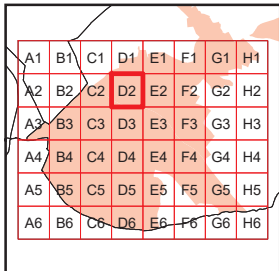 A1 B1 C1 D1 E1 F1 G1 H1
A2 B2 C2 D2 E2 F2 G2 H2
A3 B3 C3 D3 E3 F3 G3 H3
A4 B4 C4 D4 E4 F4 G4 H4
A5 B5 C5 D5 E5 F5 G5 H5
A6 B6 C6 D6 E6 F6 G6 H6